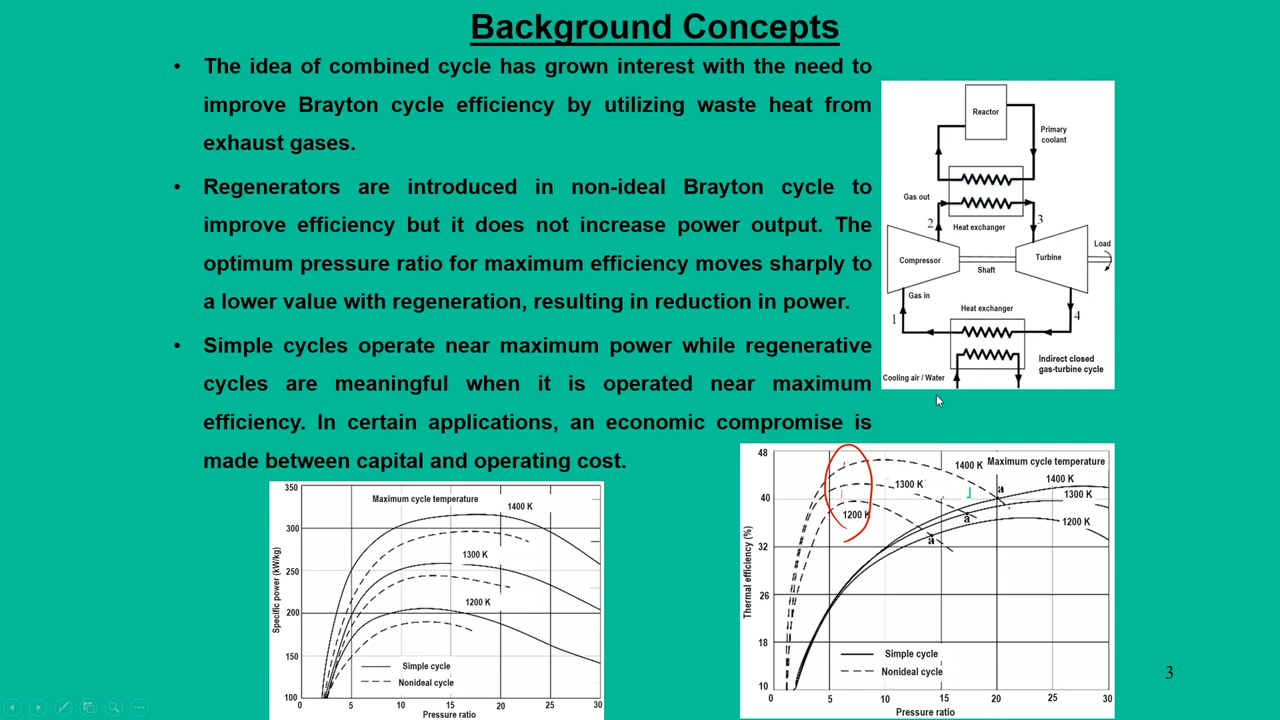 Background Concepts
• The idea of combined cycle has grown interest with the need to
improve Brayton cycle efficiency by utilizing waste heat from
exhaust gases.
• Regenerators are introduced in non-ideal Brayton cycle to
improve efficiency but it does not increase power output. The
optimum pressure ratio for maximum efficiency moves sharply to
a lower value with regeneration, resulting in reduction in power.
• Simple cycles operate near maximum power while regenerative
cycles are meaningful when it is operated near maximum
efficiency. In certain applications, an economic compromise is
made between capital and operating cost.
Reactor
Primary
coolant
Gas out
2
3
Heat exchanger
Compressor
Turbine
Load
Shaft
Gas in
1
Heat exchanger
4
Indirect closed
gas-turbine cycle
Cooling air / Water
350
300
250
200
150
100
Specific power (kW/kg)
Maximum cycle temperature
1400 K
1300 K
1200 K
Simple cycle
Nonideal cycle
0 5 10 15 20 25 30
Pressure ratio
48
40
32
26
18
10
Thermal efficiency (%)
1400 K Maximum cycle temperature
1400 K
1300 K
1300 K
1200 K
1200 K
a
a
a
Simple cycle
Nonideal cycle
0 5 10 15 20 25 30
Pressure ratio
3